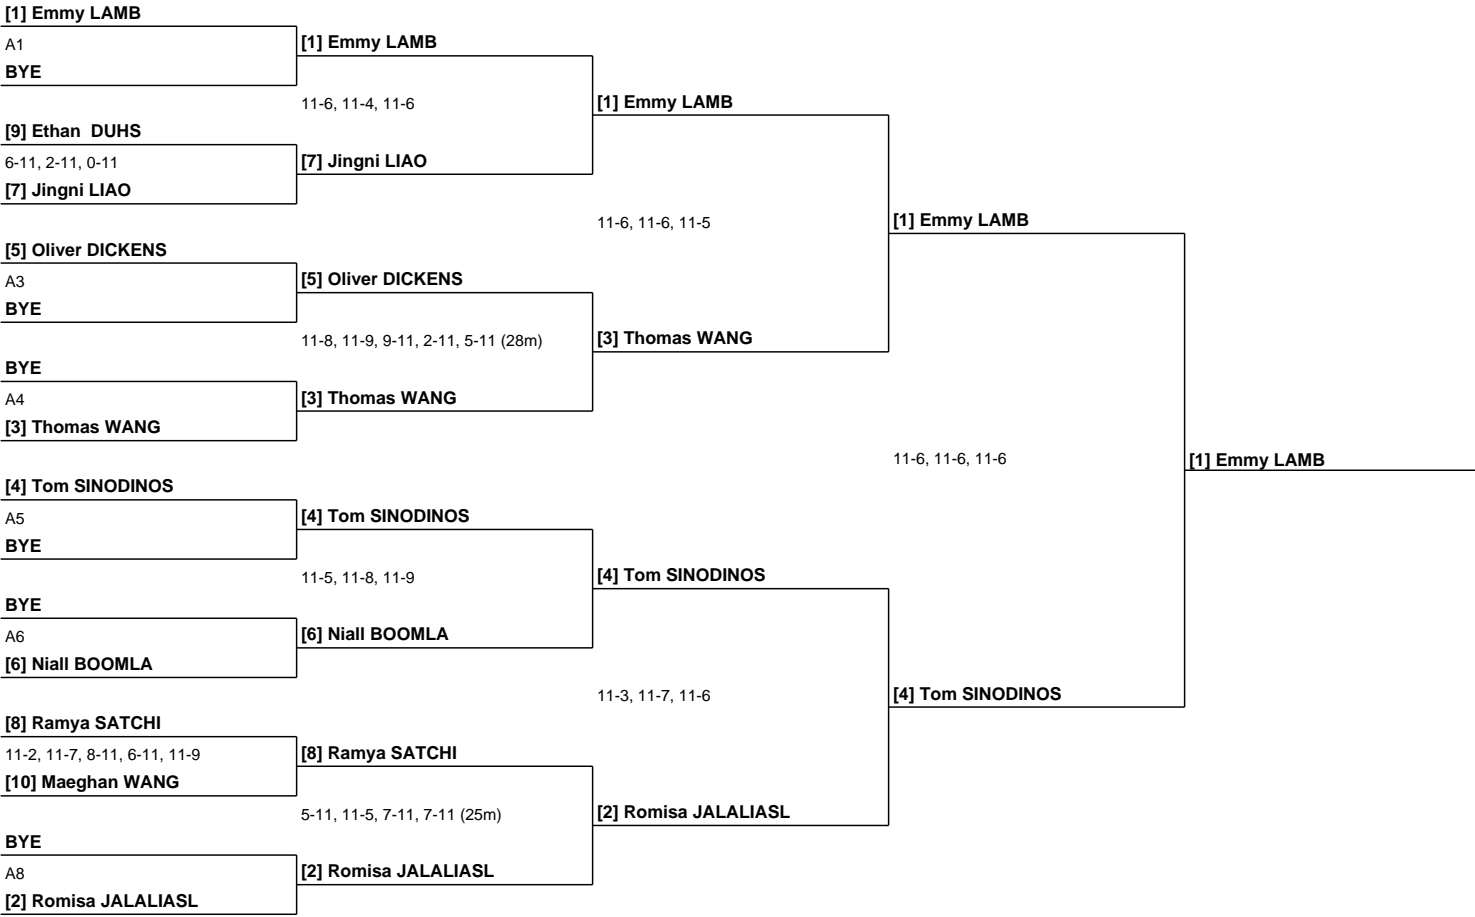 [1] Emmy LAMB
A1
BYE
[9] Ethan  DUHS
6-11, 2-11, 0-11
[7] Jingni LIAO
[5] Oliver DICKENS
A3
BYE
BYE
A4
[3] Thomas WANG
[4] Tom SINODINOS
A5
BYE
BYE
A6
[6] Niall BOOMLA
[8] Ramya SATCHI
11-2, 11-7, 8-11, 6-11, 11-9
[10] Maeghan WANG
BYE
A8
[2] Romisa JALALIASL
[1] Emmy LAMB
11-6, 11-4, 11-6
[7] Jingni LIAO
[5] Oliver DICKENS
11-8, 11-9, 9-11, 2-11, 5-11 (28m)
[3] Thomas WANG
[4] Tom SINODINOS
11-5, 11-8, 11-9
[6] Niall BOOMLA
[8] Ramya SATCHI
5-11, 11-5, 7-11, 7-11 (25m)
[2] Romisa JALALIASL
[1] Emmy LAMB
11-6, 11-6, 11-5
[3] Thomas WANG
[4] Tom SINODINOS
11-3, 11-7, 11-6
[2] Romisa JALALIASL
[1] Emmy LAMB
11-6, 11-6, 11-6
[4] Tom SINODINOS
[1] Emmy LAMB